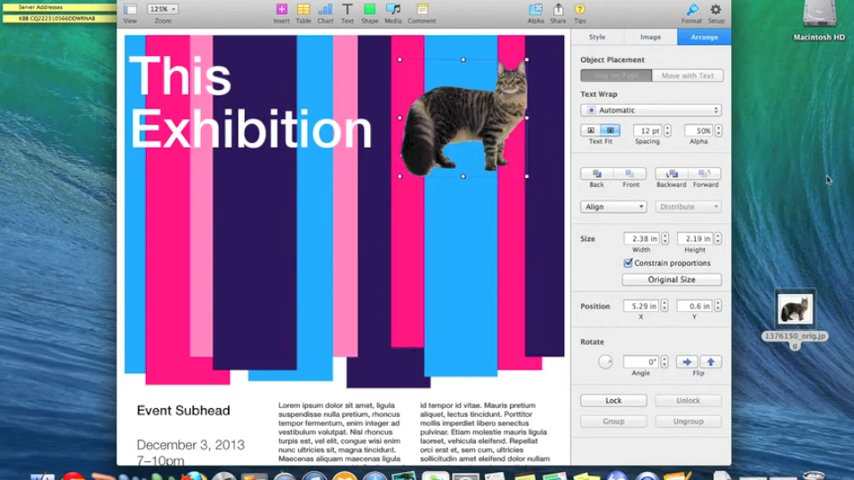 Server Addresses
125%
View
Zoom
Insert
Table
Chart
Text
Shape
Media
Comment
Alpha
Share
Tips
Format
Setup
Macintosh HD
Style
Image
Arrange
Object Placement
Stay on Page
Move with Text
Text Wrap
Automatic
12 pt
50%
Text Fit
Spacing
Alpha
Back
Front
Backward
Forward
Align
Distribute
Size
2.38 in
2.19 in
Width
Height
Constrain proportions
Original Size
Position
5.29 in
0.6 in
X
Y
Rotate
0°
Angle
Flip
Lock
Unlock
Group
Ungroup
1376150_orig.jp
g
This
Exhibition
Event Subhead
December 3, 2013
7–10pm
Lorem ipsum dolor sit amet, ligula
suspendisse nulla pretium, rhoncus
tempor fermentum, enim integer ad
vestibulum volutpat. Nisl rhoncus
turpis est, vel elit, congue wisi enim
nunc ultricies sit, magna tincidunt.
Maecenas aliquam maecenas ligula
id tempor id vitae. Mauris pretium
aliquet, lectus tincidunt. Porttitor
mollis imperdiet libero senectus
pulvinar. Etiam molestie mauris ligula
laoreet, vehicula eleifend. Repellat
orci erat et, sem cum, ultricies